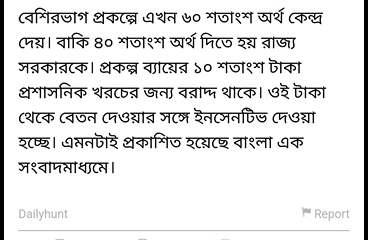 বেশিরভাগ প্রকল্পে এখন ৬০ শতাংশ অর্থ কেন্দ্র
দেয়। বাকি ৪০ শতাংশ অর্থ দিতে হয় রাজ্য
সরকারকে। প্রকল্প ব্যায়ের ১০ শতাংশ টাকা
প্রশাসনিক খরচের জন্য বরাদ্দ থাকে। ওই টাকা
থেকে বেতন দেওয়ার সঙ্গে ইনসেনটিভ দেওয়া
হচ্ছে। এমনটাই প্রকাশিত হয়েছে বাংলা এক
সংবাদমাধ্যমে।
Dailyhunt Report